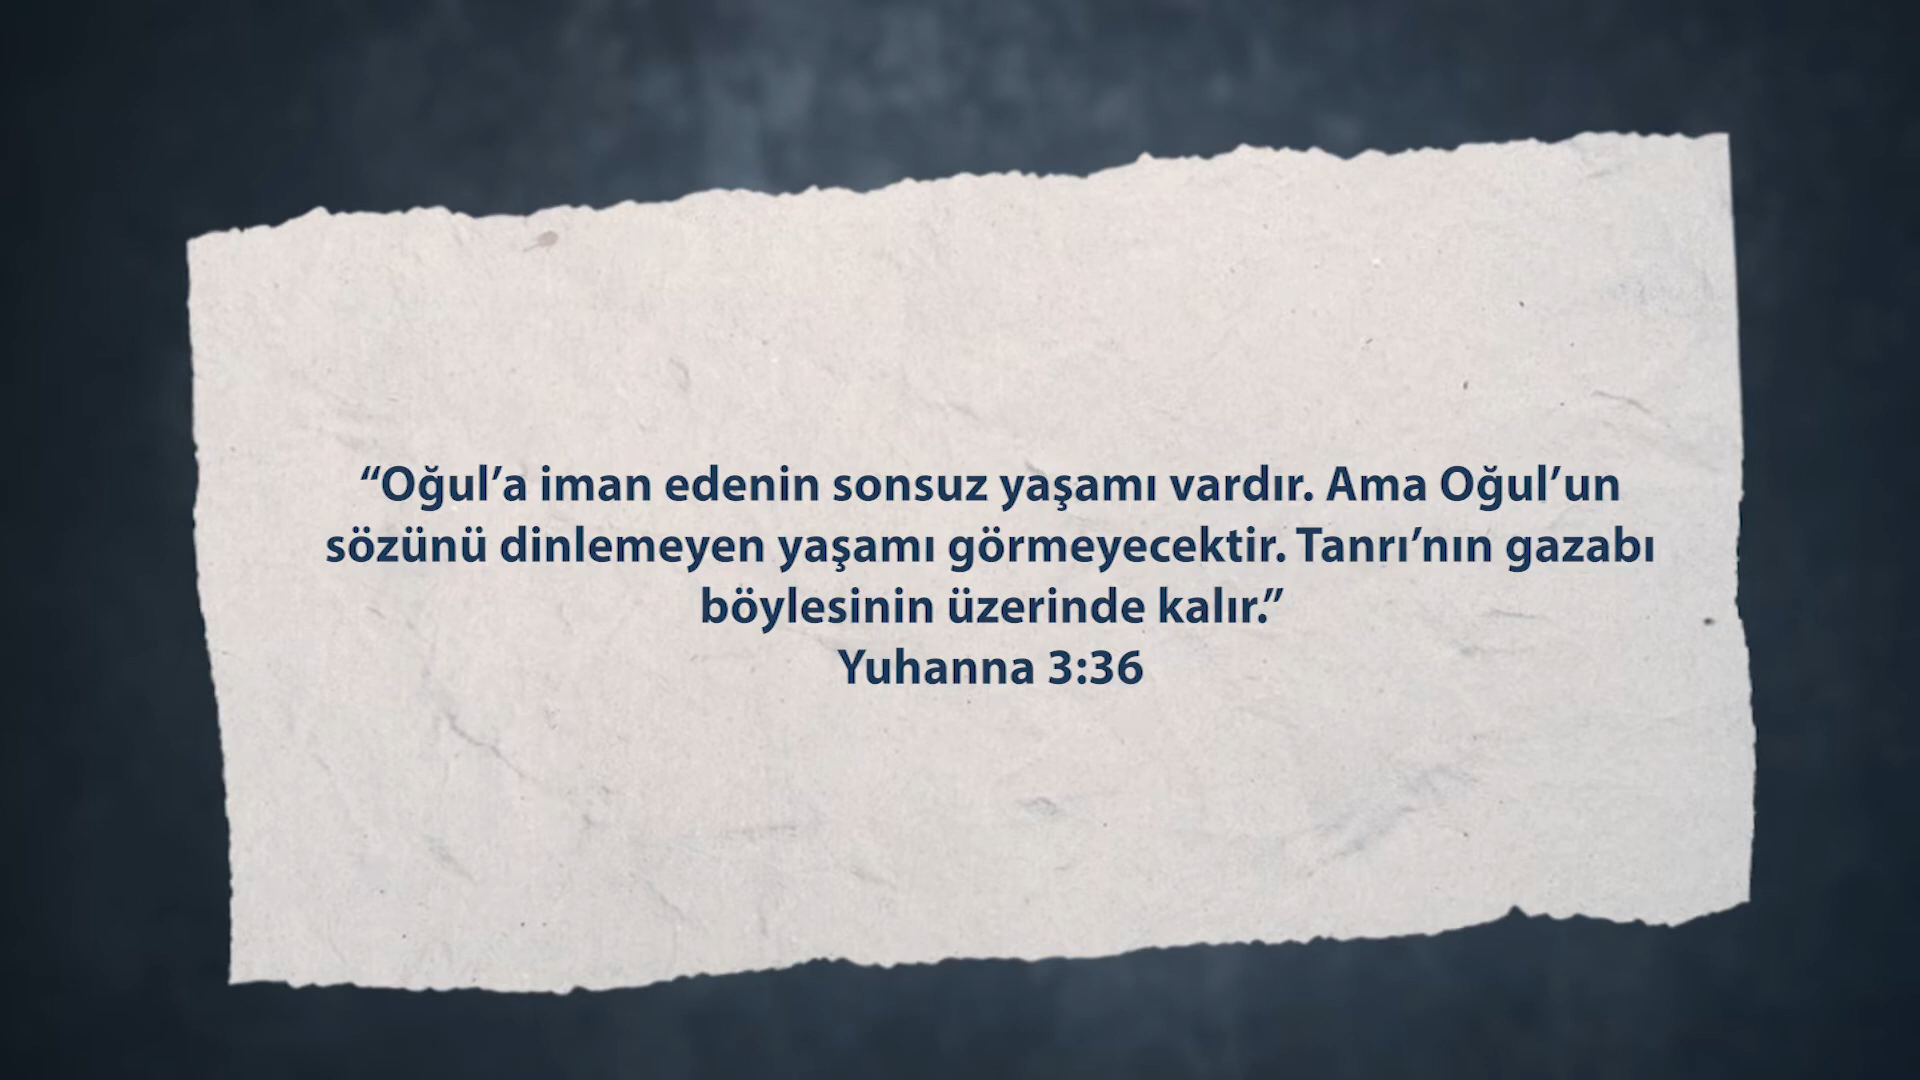 “Oğul’a iman edenin sonsuz yaşamı vardır. Ama Oğul’un
sözünü dinlemeyen yaşamı görmeyecektir. Tanrı’nın gazabı
böylesinin üzerinde kalır.”
Yuhanna 3:36